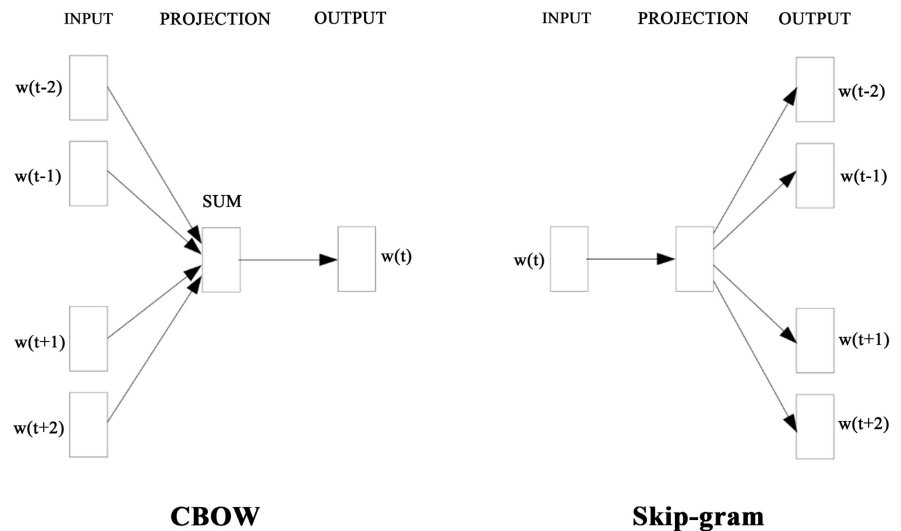 INPUT PROJECTION OUTPUT
w(t-2)
w(t-1)
SUM
w(t)
w(t+1)
w(t+2)
CBOW
INPUT PROJECTION OUTPUT
w(t-2)
w(t-1)
w(t)
w(t+1)
w(t+2)
Skip-gram